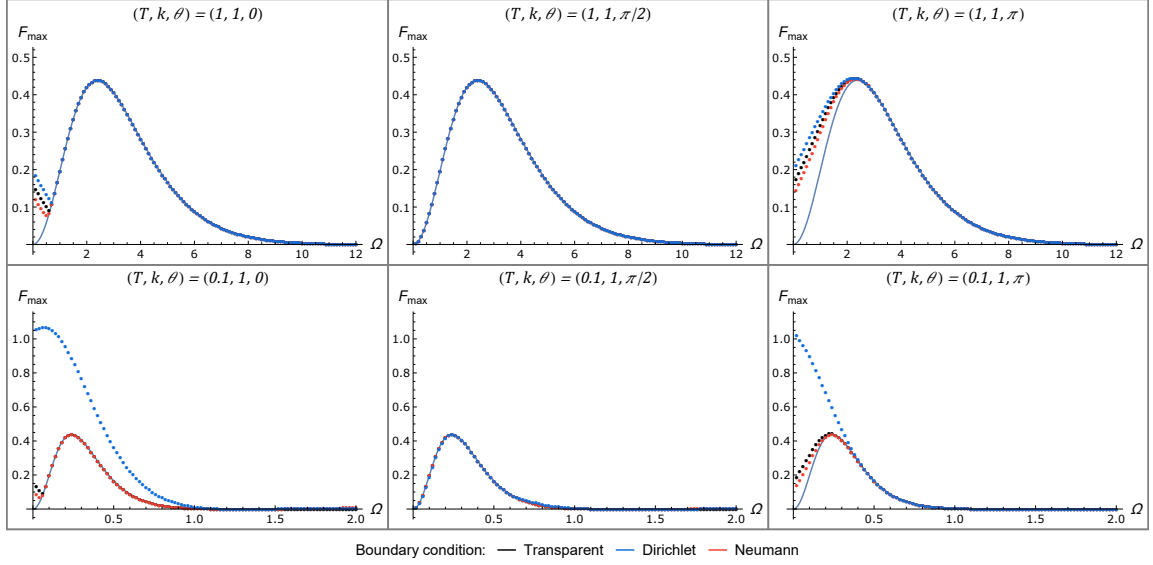 (T, k, θ) = (1, 1, 0)
F_max
0.5
0.4
0.3
0.2
0.1
2 4 6 8 10 12 Ω
(T, k, θ) = (1, 1, π/2)
F_max
0.5
0.4
0.3
0.2
0.1
2 4 6 8 10 12 Ω
(T, k, θ) = (1, 1, π)
F_max
0.5
0.4
0.3
0.2
0.1
2 4 6 8 10 12 Ω
(T, k, θ) = (0.1, 1, 0)
F_max
1.0
0.8
0.6
0.4
0.2
0.5 1.0 1.5 2.0 Ω
(T, k, θ) = (0.1, 1, π/2)
F_max
1.0
0.8
0.6
0.4
0.2
0.5 1.0 1.5 2.0 Ω
(T, k, θ) = (0.1, 1, π)
F_max
1.0
0.8
0.6
0.4
0.2
0.5 1.0 1.5 2.0 Ω
Boundary condition: Transparent Dirichlet Neumann